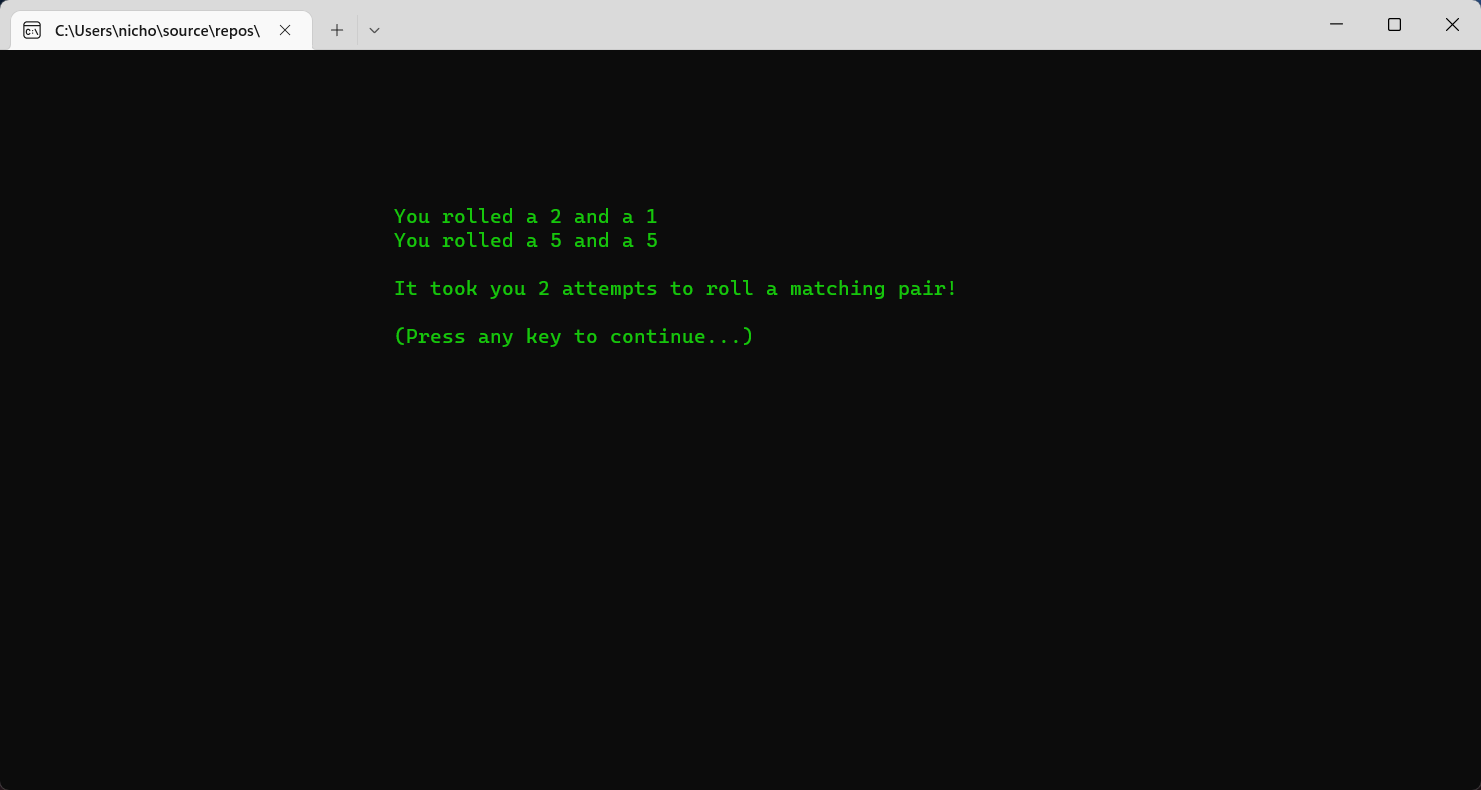 C:\Users\nicho\source\repos\
You rolled a 2 and a 1
You rolled a 5 and a 5
It took you 2 attempts to roll a matching pair!
(Press any key to continue...)